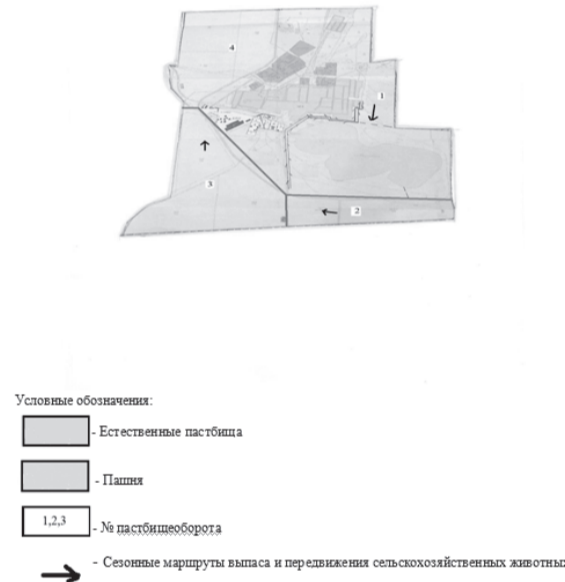 4
1
3
2
Условные обозначения:
- Естественные пастбища
- Пашня
1,2,3 - № пастбищеоборота
- Сезонные маршруты выпаса и передвижения сельскохозяйственных животных